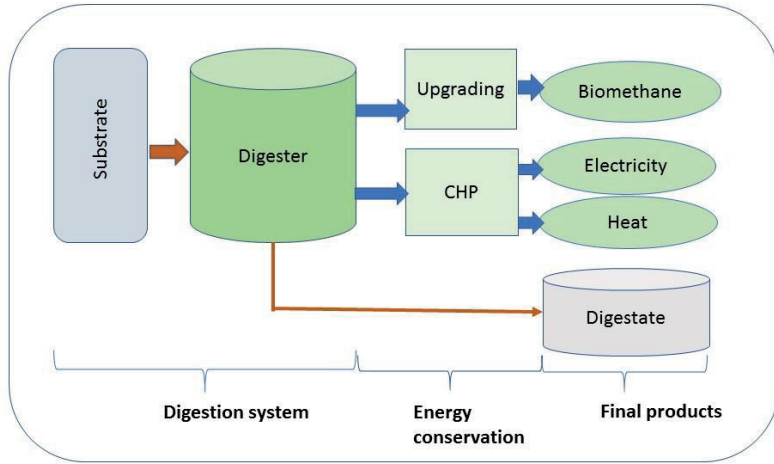 Substrate
Digester
Upgrading
Biomethane
CHP
Electricity
Heat
Digestate
Digestion system
Energy
conservation
Final products